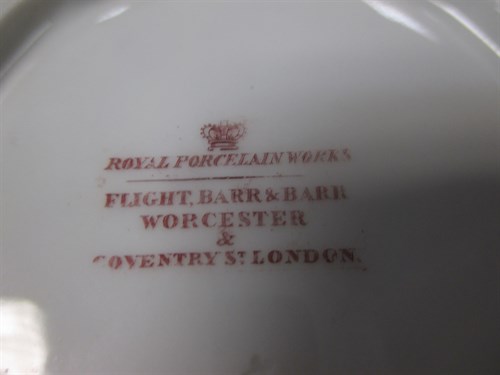 ROYAL PORCELAIN WORKS
FLIGHT, BARR & BARR
WORCESTER
&
COVENTRY ST LONDON.